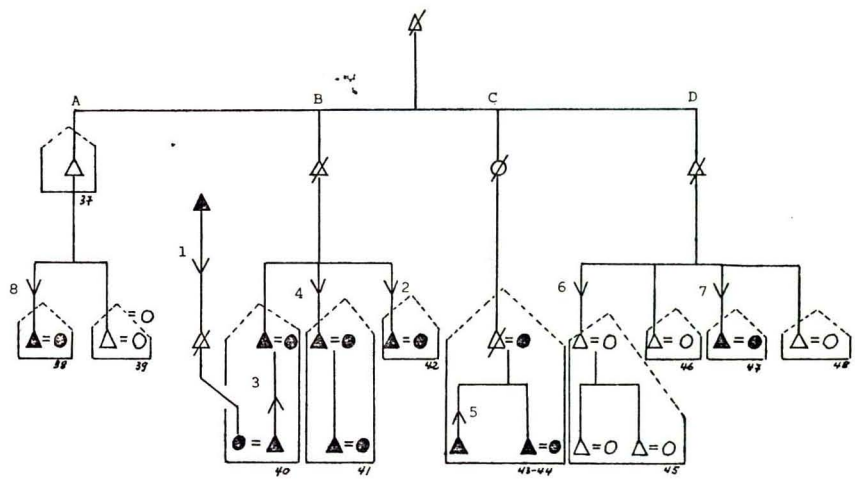 A B C D
37
1
8 4 2 6 7
= = = = = = = = = = =
38 39 42 46 47 48
3
5
= = = = =
40 41 43-44 45